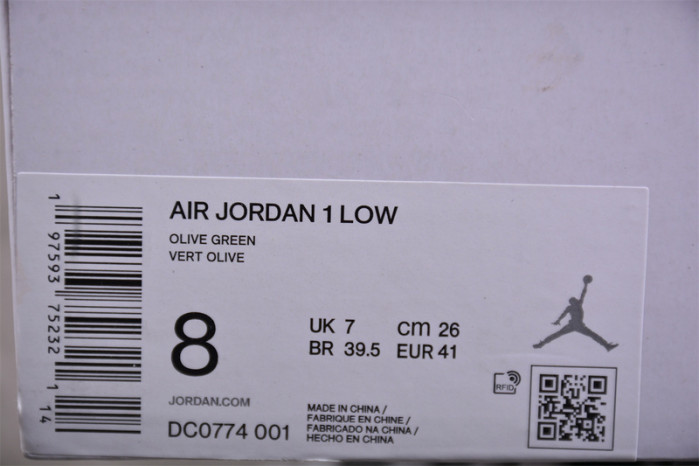 AIR JORDAN 1 LOW
OLIVE GREEN
VERT OLIVE
8
UK 7 cm 26
BR 39.5 EUR 41
JORDAN.COM
DC0774 001
MADE IN CHINA /
FABRIQUE EN CHINE /
FABRICADO NA CHINA /
HECHO EN CHINA
RFID
1 97593 75232 1 14